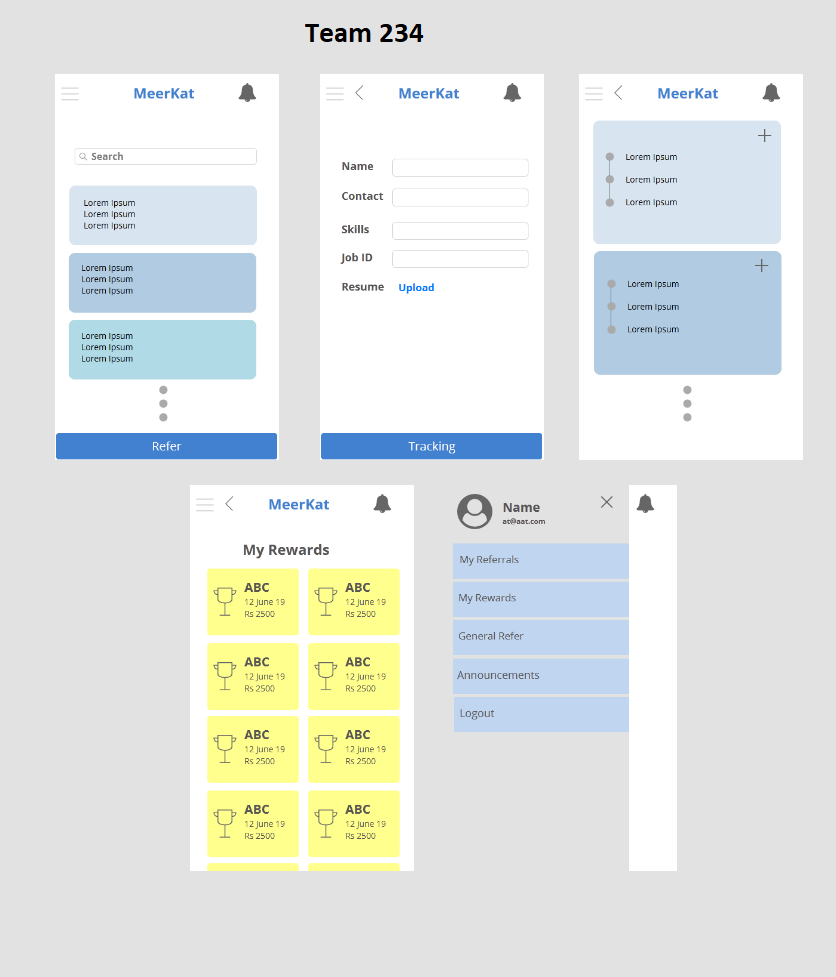 Team 234
MeerKat
Search
Lorem Ipsum
Lorem Ipsum
Lorem Ipsum
Lorem Ipsum
Lorem Ipsum
Lorem Ipsum
Lorem Ipsum
Lorem Ipsum
Lorem Ipsum
Refer
MeerKat
Name
Contact
Skills
Job ID
Resume Upload
Tracking
MeerKat
Lorem Ipsum
Lorem Ipsum
Lorem Ipsum
Lorem Ipsum
Lorem Ipsum
Lorem Ipsum
MeerKat
My Rewards
ABC
12 June 19
Rs 2500
ABC
12 June 19
Rs 2500
ABC
12 June 19
Rs 2500
ABC
12 June 19
Rs 2500
ABC
12 June 19
Rs 2500
ABC
12 June 19
Rs 2500
ABC
12 June 19
Rs 2500
ABC
12 June 19
Rs 2500
Name
at@aat.com
My Referrals
My Rewards
General Refer
Announcements
Logout